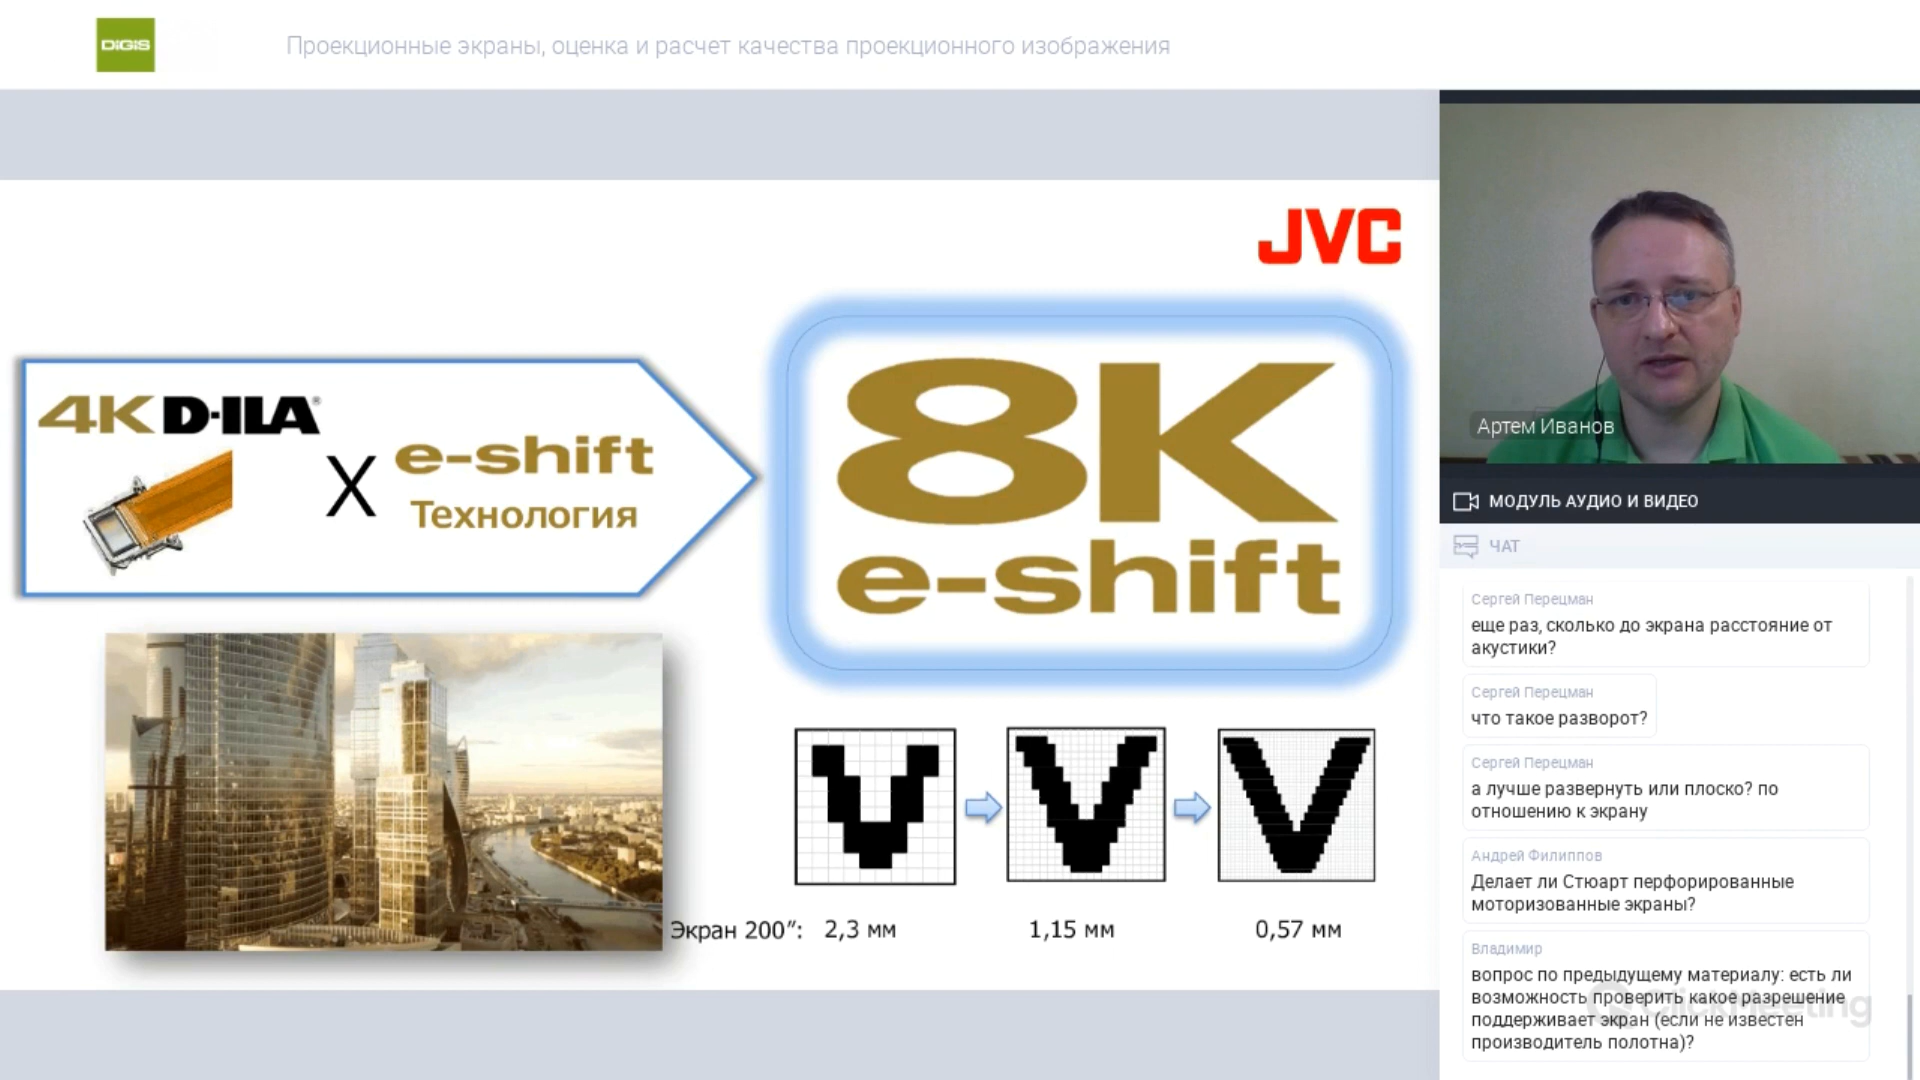 DIGIS
Проекционные экраны, оценка и расчет качества проекционного изображения
JVC
4K D-ILA®
X
e-shift
Технология
8K
e-shift
Экран 200”: 2,3 мм 1,15 мм 0,57 мм
Артем Иванов
МОДУЛЬ АУДИО И ВИДЕО
ЧАТ
Сергей Перецман
еще раз, сколько до экрана расстояние от
акустики?
Сергей Перецман
что такое разворот?
Сергей Перецман
а лучше развернуть или плоско? по
отношению к экрану
Андрей Филиппов
Делает ли Стюарт перфорированные
моторизованные экраны?
Владимир
вопрос по предыдущему материалу: есть ли
возможность проверить какое разрешение
поддерживает экран (если не известен
производитель полотна)?
ClickMeeting